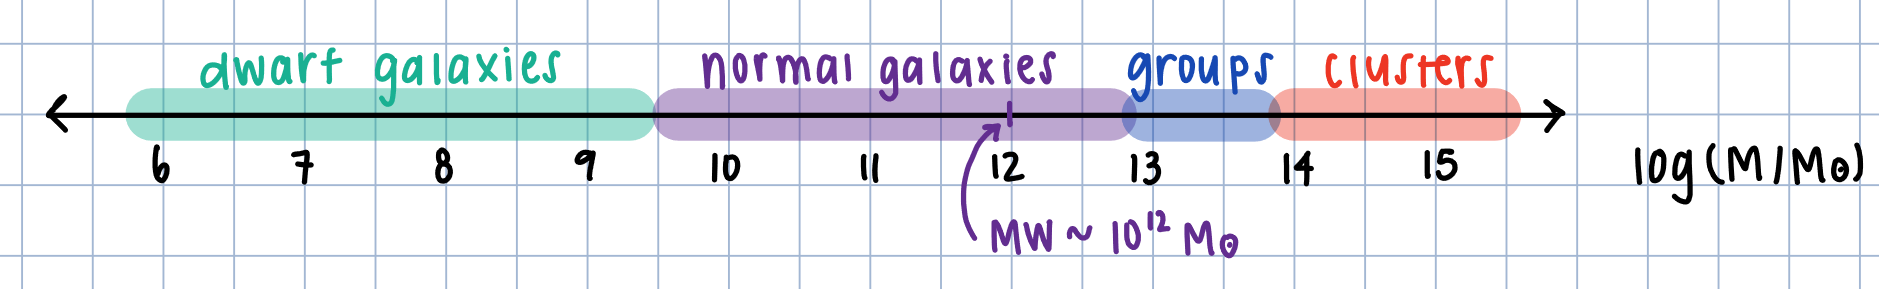 dwarf galaxies normal galaxies groups clusters
6 7 8 9 10 11 12 13 14 15 log(M/M☉)
MW ~ 10¹² M☉